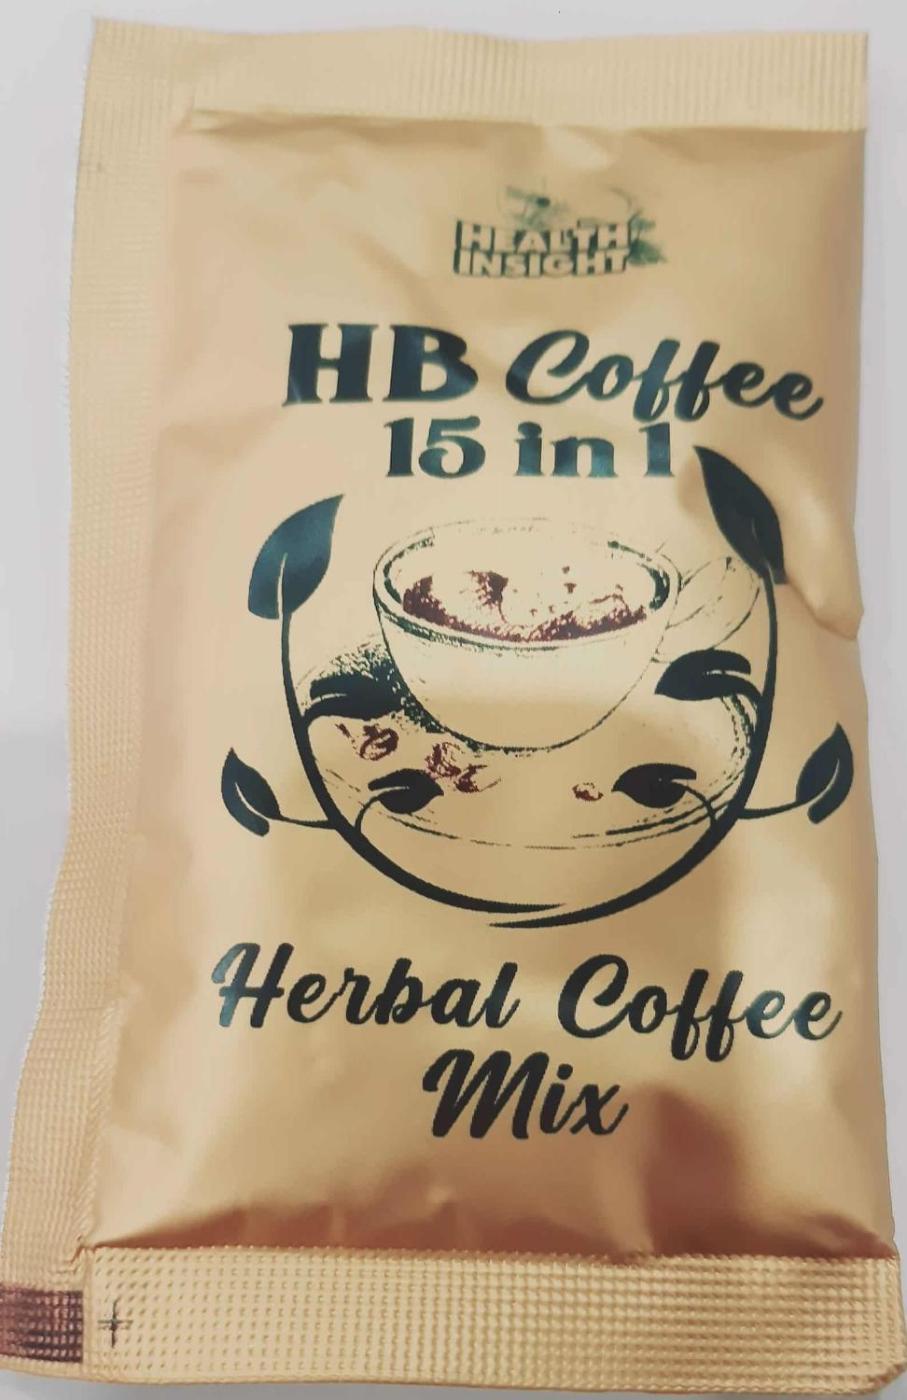 HEALTH
INSIGHT
HB Coffee
15 in 1
Herbal Coffee
Mix